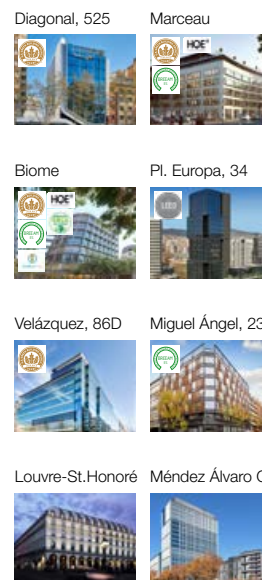 Diagonal, 525
Marceau
HQE
Biome
Pl. Europa, 34
HQE
BREEAM
Velázquez, 86D
Miguel Ángel, 23
Louvre-St.Honoré
Méndez Álvaro